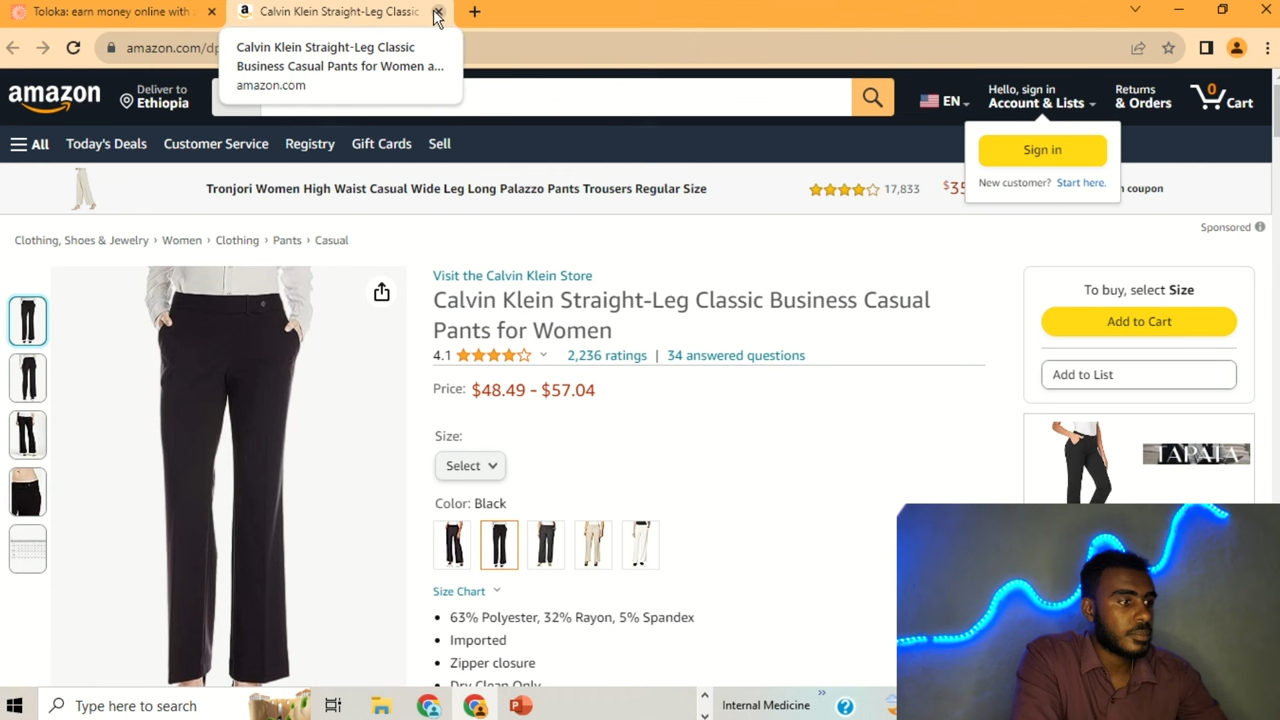 Toloka: earn money online with
Calvin Klein Straight-Leg Classic
amazon.com/dp
Calvin Klein Straight-Leg Classic
Business Casual Pants for Women a...
amazon.com
amazon
Deliver to
Ethiopia
EN
Hello, sign in
Account & Lists
Returns
& Orders
0
Cart
All
Today's Deals
Customer Service
Registry
Gift Cards
Sell
Sign in
New customer? Start here.
Tronjori Women High Waist Casual Wide Leg Long Palazzo Pants Trousers Regular Size
17,833
$35
n coupon
Sponsored
Clothing, Shoes & Jewelry › Women › Clothing › Pants › Casual
Visit the Calvin Klein Store
Calvin Klein Straight-Leg Classic Business Casual
Pants for Women
4.1
2,236 ratings | 34 answered questions
Price: $48.49 - $57.04
Size:
Select
Color: Black
Size Chart
• 63% Polyester, 32% Rayon, 5% Spandex
• Imported
• Zipper closure
• Dry Clean Only
To buy, select Size
Add to Cart
Add to List
TAPATA
Type here to search
Internal Medicine